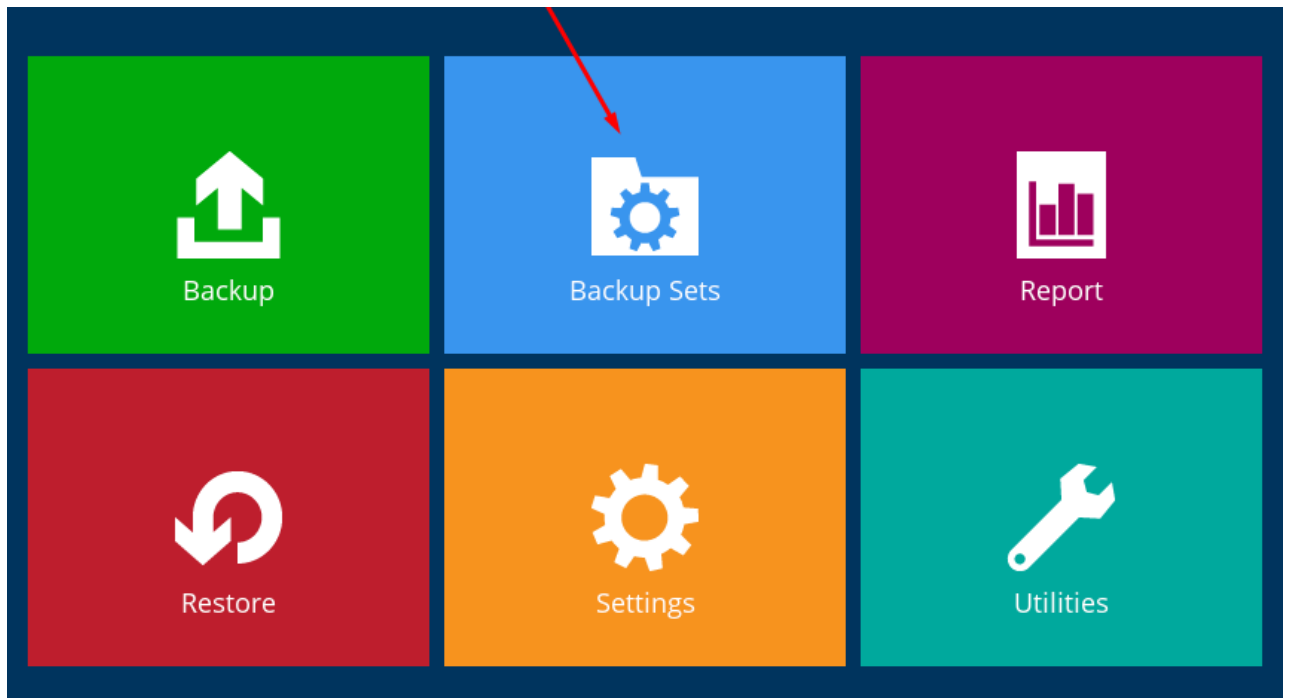 Backup
Backup Sets
Report
Restore
Settings
Utilities